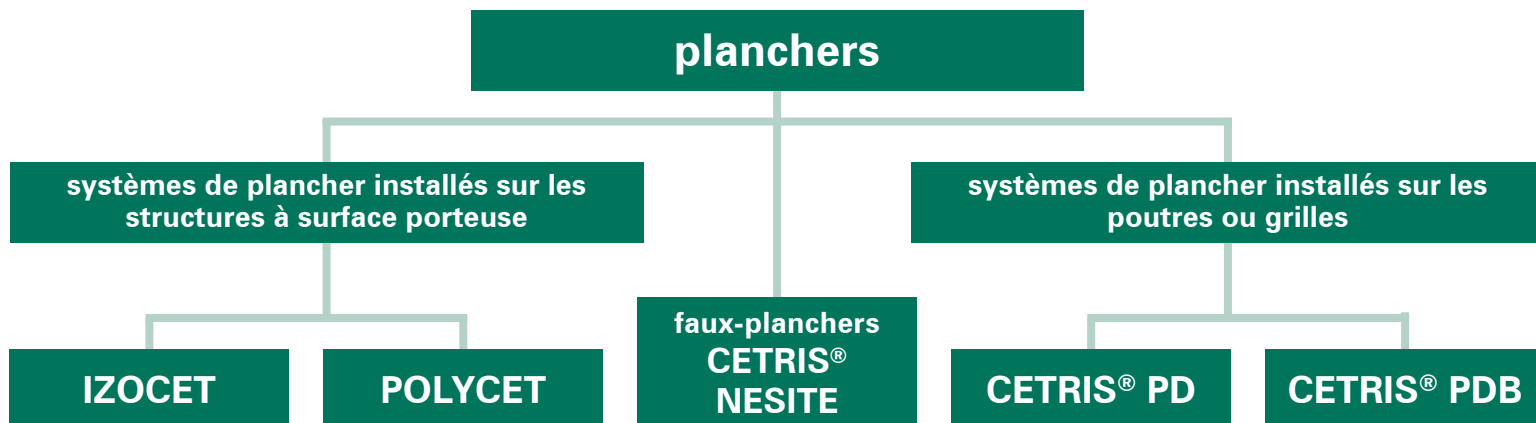 planchers
systèmes de plancher installés sur les
structures à surface porteuse
systèmes de plancher installés sur les
poutres ou grilles
IZOCET
POLYCET
faux-planchers
CETRIS®
NESITE
CETRIS® PD
CETRIS® PDB